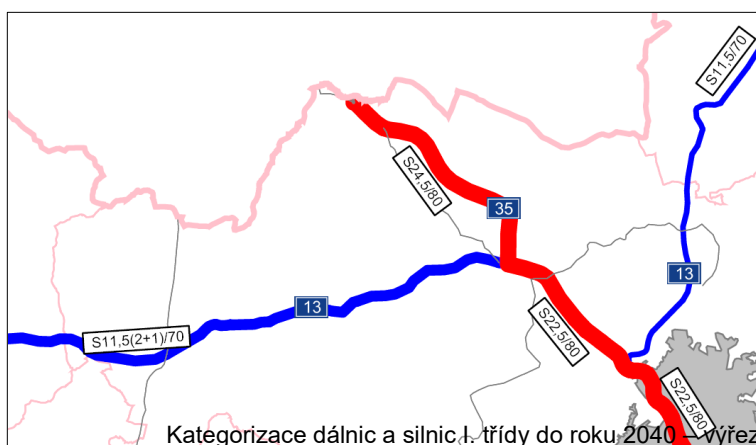 S11,5/70
S24,5/80
35
13
13
S11,5(2+1)/70
S22,5/80
S22,5/80
Kategorizace dálnic a silnic I. třídy do roku 2040 – výřez